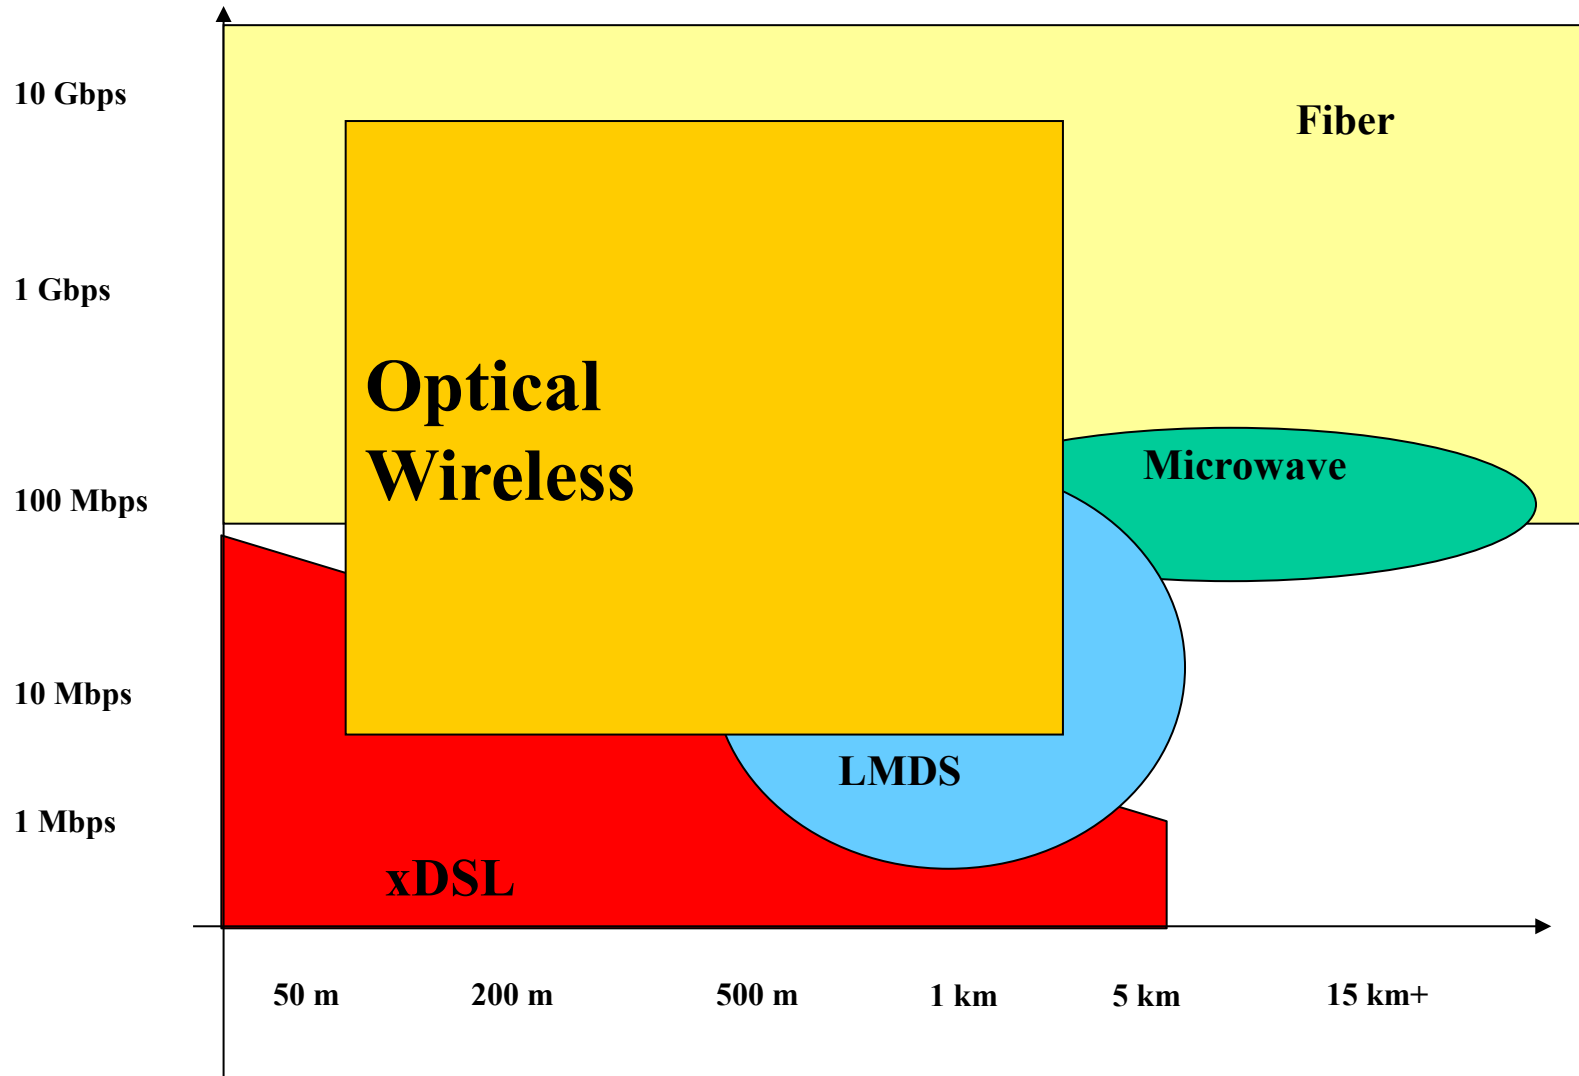 10 Gbps
Fiber
1 Gbps
Optical
Wireless
Microwave
100 Mbps
10 Mbps
LMDS
1 Mbps
xDSL
50 m
200 m
500 m
1 km
5 km
15 km+